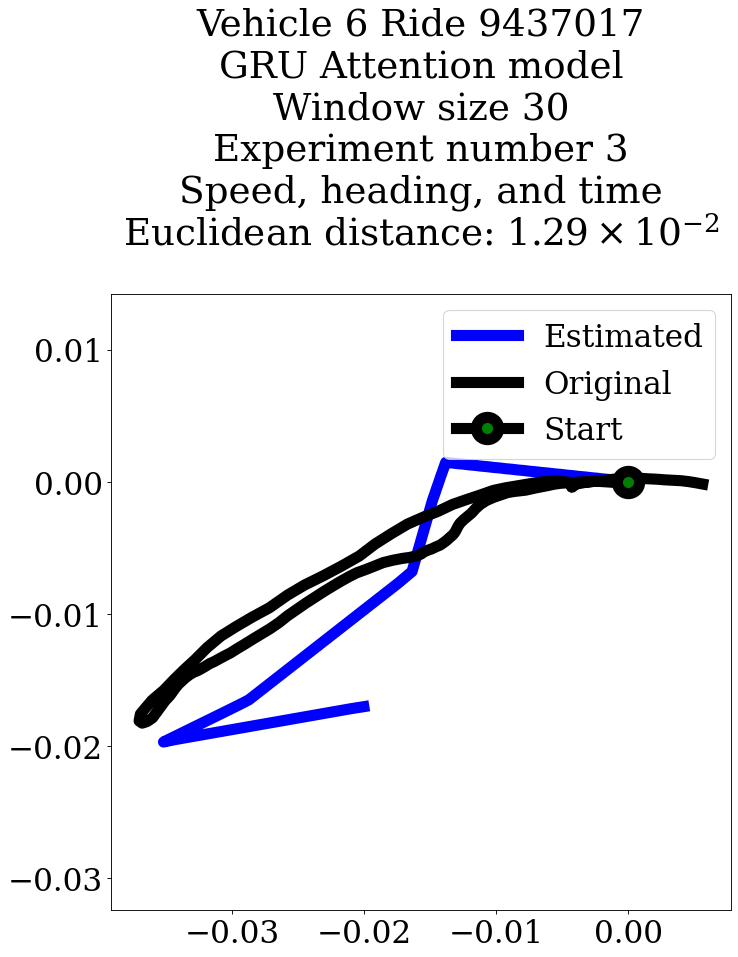 Vehicle 6 Ride 9437017
GRU Attention model
Window size 30
Experiment number 3
Speed, heading, and time
Euclidean distance: 1.29 × 10⁻²
Estimated
Original
Start
0.01
0.00
−0.01
−0.02
−0.03
−0.03 −0.02 −0.01 0.00